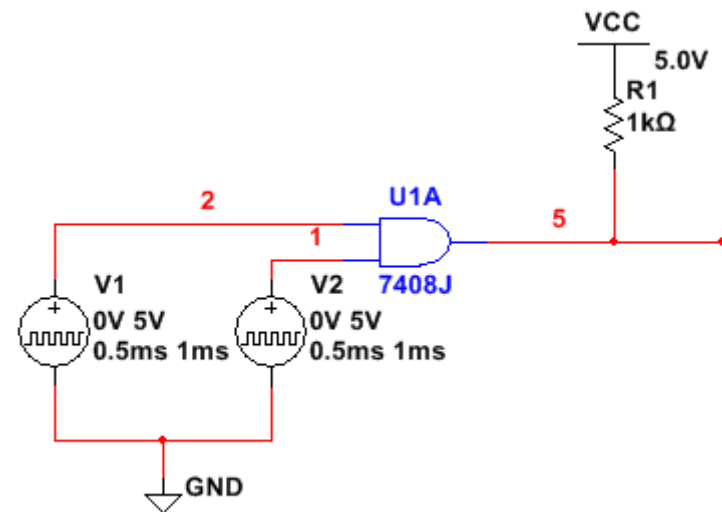 VCC
5.0V
R1
1kΩ
U1A
2
5
1
V1
V2
7408J
0V 5V
0V 5V
0.5ms 1ms
0.5ms 1ms
GND